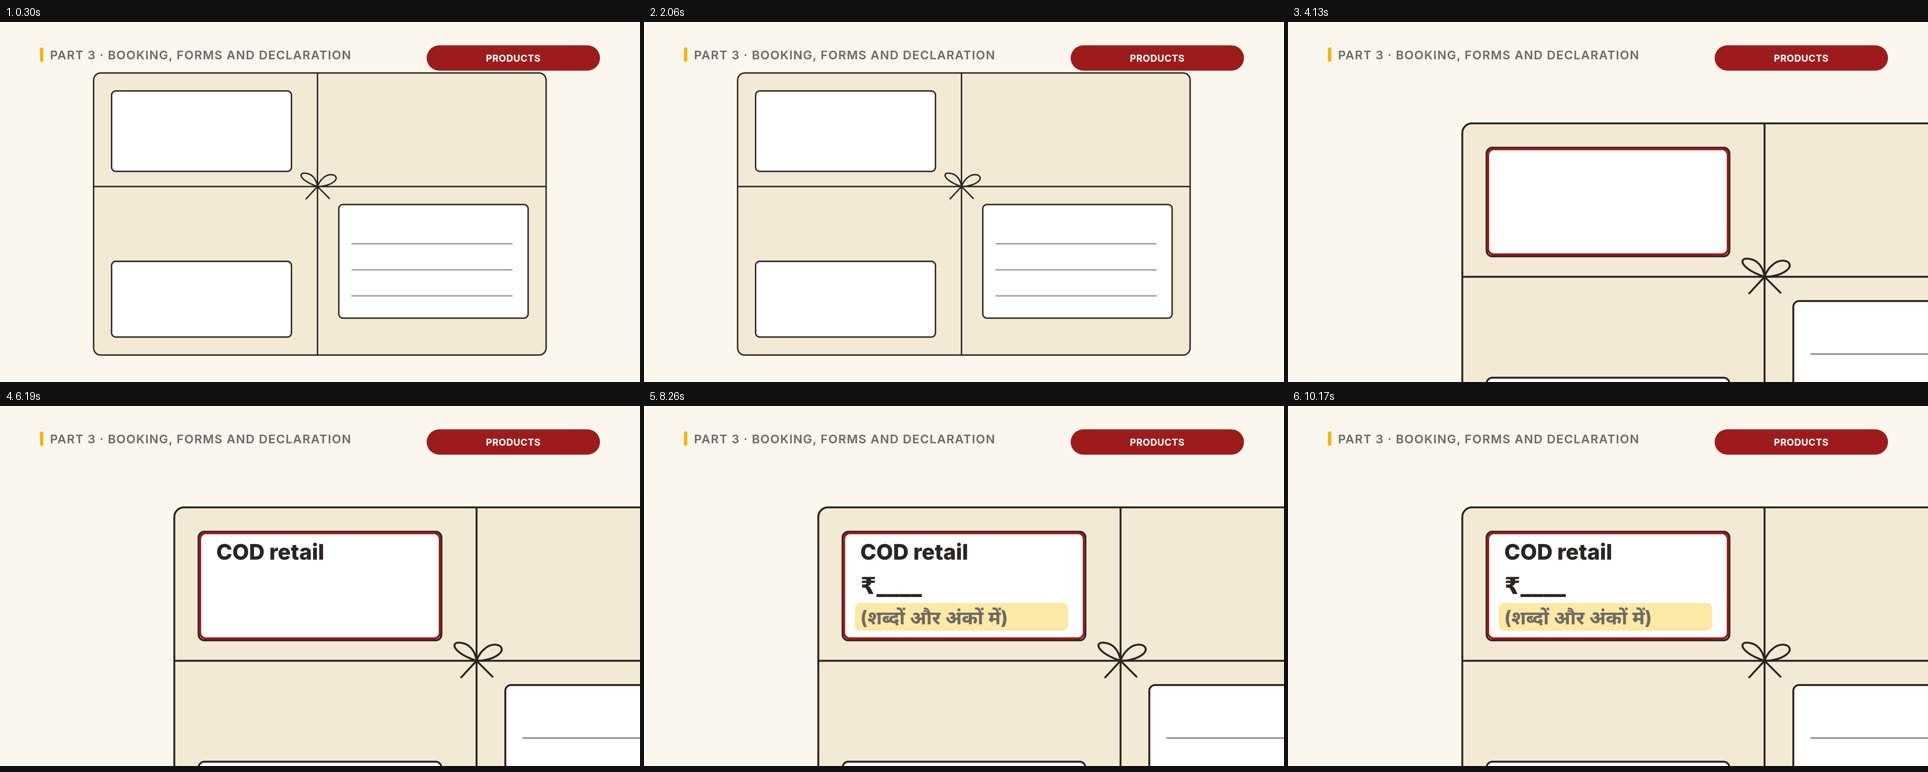 1. 0.30s
PART 3 · BOOKING, FORMS AND DECLARATION
PRODUCTS
2. 2.06s
PART 3 · BOOKING, FORMS AND DECLARATION
PRODUCTS
3. 4.13s
PART 3 · BOOKING, FORMS AND DECLARATION
PRODUCTS
4. 6.19s
PART 3 · BOOKING, FORMS AND DECLARATION
PRODUCTS
COD retail
5. 8.26s
PART 3 · BOOKING, FORMS AND DECLARATION
PRODUCTS
COD retail
₹____
(शब्दों और अंकों में)
6. 10.17s
PART 3 · BOOKING, FORMS AND DECLARATION
PRODUCTS
COD retail
₹____
(शब्दों और अंकों में)